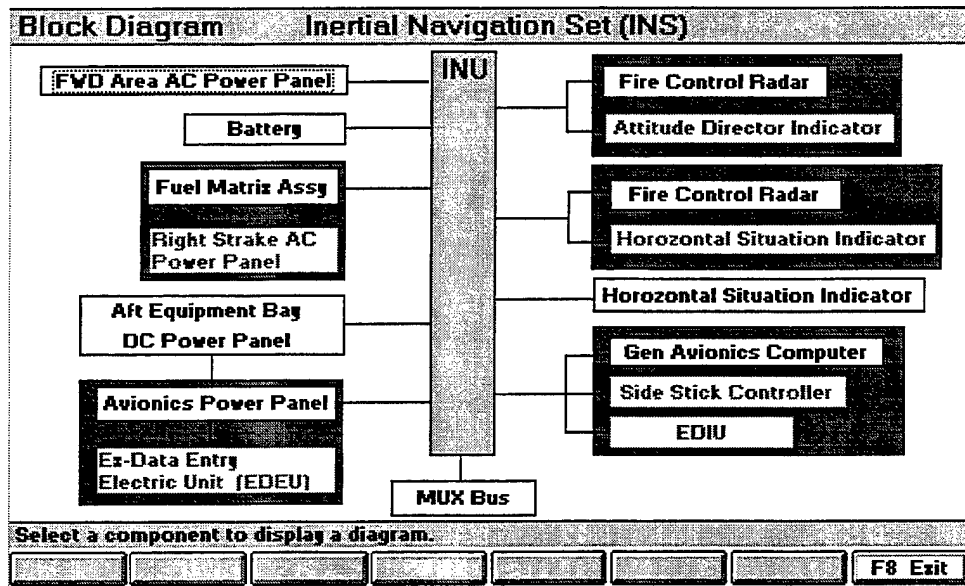 Block Diagram Inertial Navigation Set (INS)
INU
FWD Area AC Power Panel
Battery
Fuel Matrix Assy
Right Strake AC
Power Panel
Aft Equipment Bay
DC Power Panel
Avionics Power Panel
Ex-Data Entry
Electric Unit (EDEU)
MUX Bus
Fire Control Radar
Attitude Director Indicator
Fire Control Radar
Horozontal Situation Indicator
Horozontal Situation Indicator
Gen Avionics Computer
Side Stick Controller
EDIU
Select a component to display a diagram.
F8 Exit